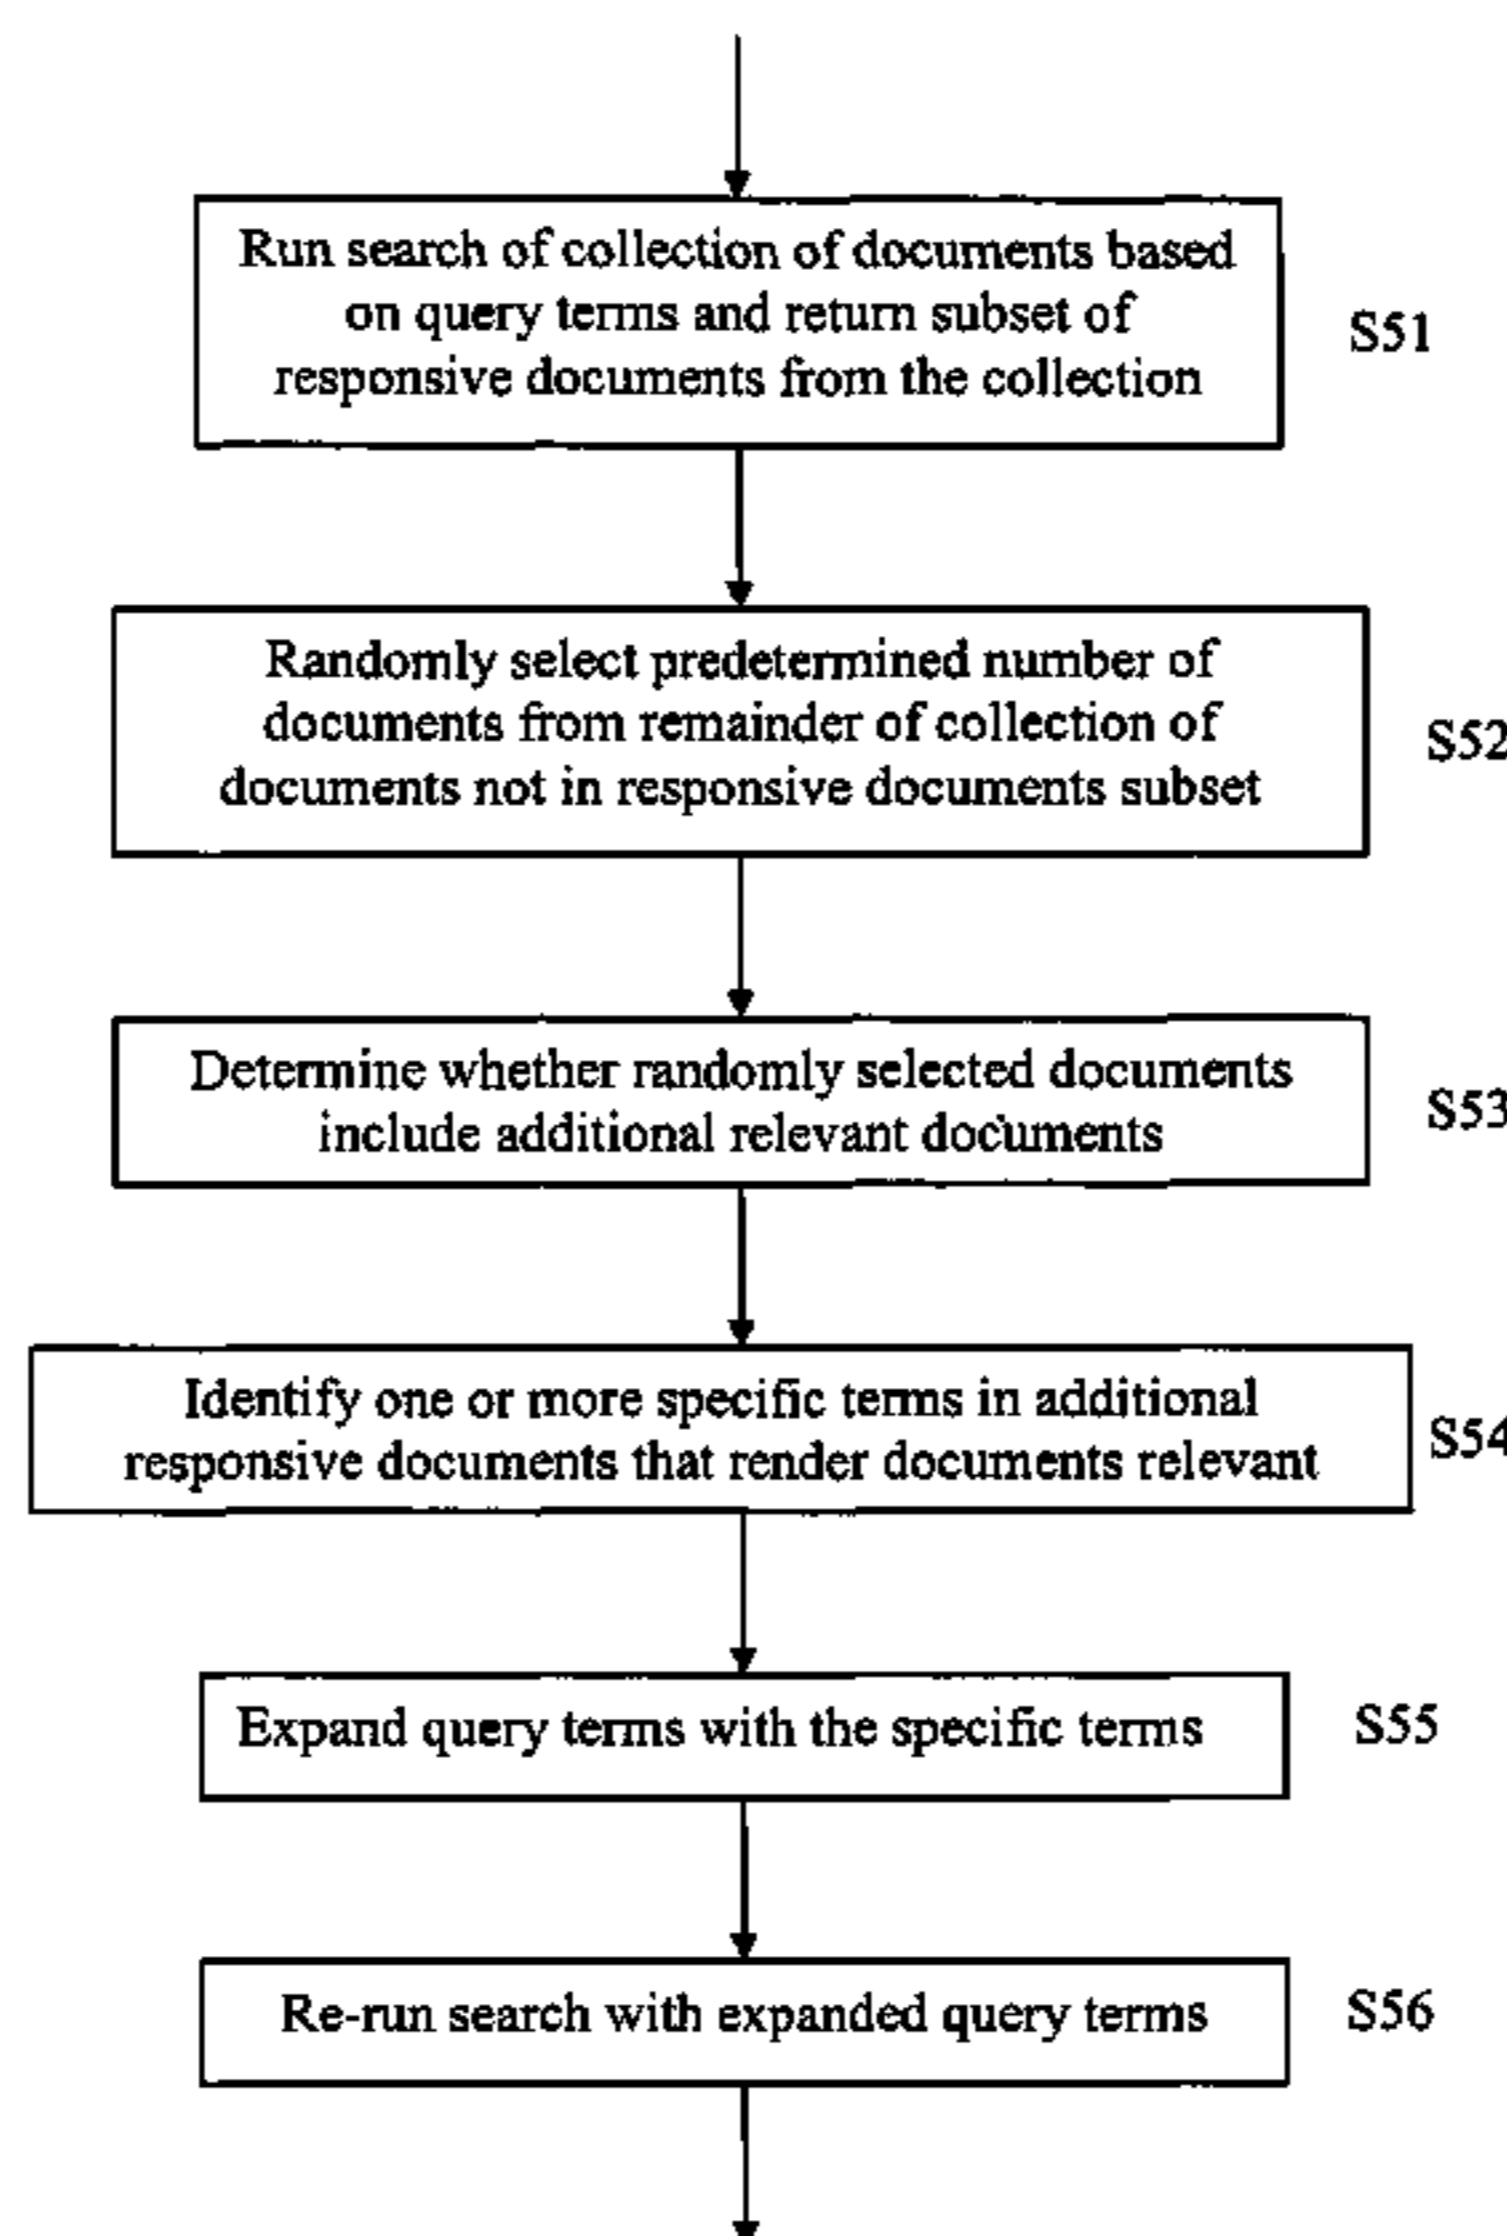 Run search of collection of documents based
on query terms and return subset of
responsive documents from the collection
S51
Randomly select predetermined number of
documents from remainder of collection of
documents not in responsive documents subset
S52
Determine whether randomly selected documents
include additional relevant documents
S53
Identify one or more specific terms in additional
responsive documents that render documents relevant
S54
Expand query terms with the specific terms
S55
Re-run search with expanded query terms
S56